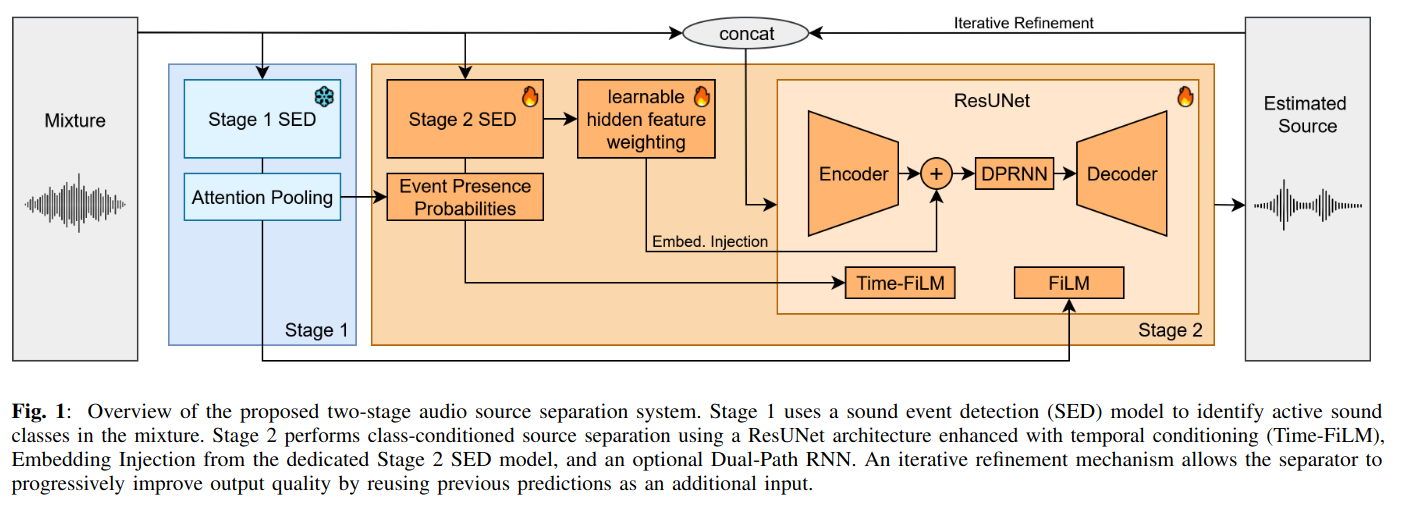 Mixture
concat
Iterative Refinement
Estimated
Source
Stage 1 SED
Attention Pooling
Stage 1
Stage 2 SED
learnable
hidden feature
weighting
Event Presence
Probabilities
Embed. Injection
ResUNet
Encoder
+
DPRNN
Decoder
Time-FiLM
FiLM
Stage 2
Fig. 1: Overview of the proposed two-stage audio source separation system. Stage 1 uses a sound event detection (SED) model to identify active sound
classes in the mixture. Stage 2 performs class-conditioned source separation using a ResUNet architecture enhanced with temporal conditioning (Time-FiLM),
Embedding Injection from the dedicated Stage 2 SED model, and an optional Dual-Path RNN. An iterative refinement mechanism allows the separator to
progressively improve output quality by reusing previous predictions as an additional input.